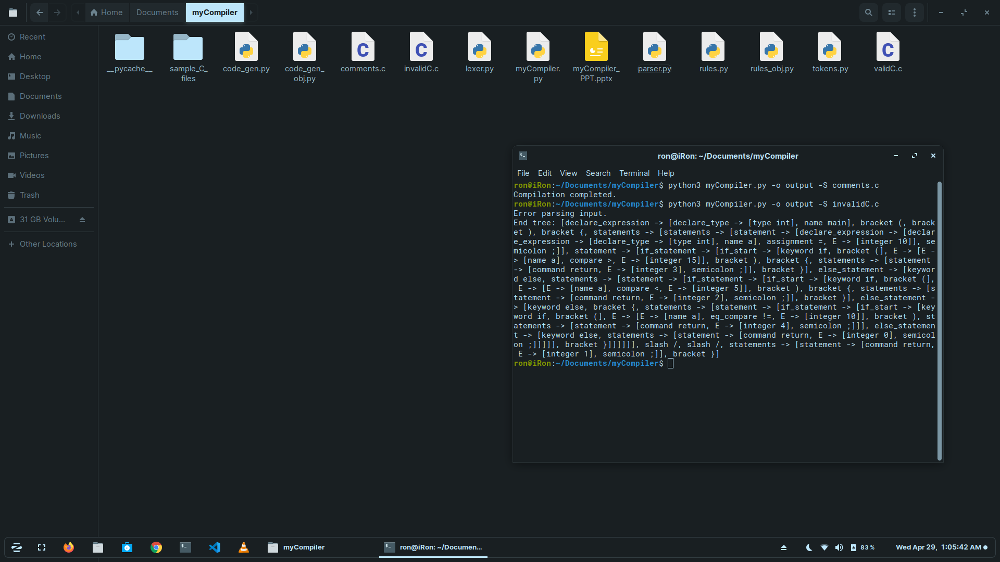 Home
Documents
myCompiler
Recent
Home
Desktop
Documents
Downloads
Music
Pictures
Videos
Trash
31 GB Volu...
Other Locations
__pycache__
sample_C_
files
code_gen.py
code_gen_
obj.py
comments.c
invalidC.c
lexer.py
myCompiler.
py
myCompiler_
PPT.pptx
parser.py
rules.py
rules_obj.py
tokens.py
validC.c
ron@iRon: ~/Documents/myCompiler
File Edit View Search Terminal Help
ron@iRon:~/Documents/myCompiler$ python3 myCompiler.py -o output -S comments.c
Compilation completed.
ron@iRon:~/Documents/myCompiler$ python3 myCompiler.py -o output -S invalidC.c
Error parsing input.
End tree: [declare_expression -> [declare_type -> [type int], name main], bracket (, brack
et ), bracket {, statements -> [statements -> [statement -> [declare_expression -> [declar
e_expression -> [declare_type -> [type int], name a], assignment =, E -> [integer 10]], se
micolon ;]], statement -> [if_statement -> [if_start -> [keyword if, bracket (], E -> [E -
> [name a], compare >, E -> [integer 15]], bracket ), bracket {, statements -> [statement 
-> [command return, E -> [integer 3], semicolon ;]], bracket }], else_statement -> [keywor
d else, statements -> [statement -> [if_statement -> [if_start -> [keyword if, bracket (],
 E -> [E -> [name a], compare <, E -> [integer 5]], bracket ), bracket {, statements -> [s
tatement -> [command return, E -> [integer 2], semicolon ;]], bracket }], else_statement -
> [keyword else, bracket {, statements -> [statement -> [if_statement -> [if_start -> [key
word if, bracket (], E -> [E -> [name a], eq_compare !=, E -> [integer 10]], bracket ), st
atements -> [statement -> [command return, E -> [integer 4], semicolon ;]]], else_statemen
t -> [keyword else, statements -> [statement -> [command return, E -> [integer 0], semicol
on ;]]]]], bracket }]]]]]]], slash /, slash /, statements -> [statement -> [command return,
 E -> [integer 1], semicolon ;]], bracket }]
ron@iRon:~/Documents/myCompiler$
myCompiler
ron@iRon: ~/Documen...
83 %
Wed Apr 29, 1:05:42 AM